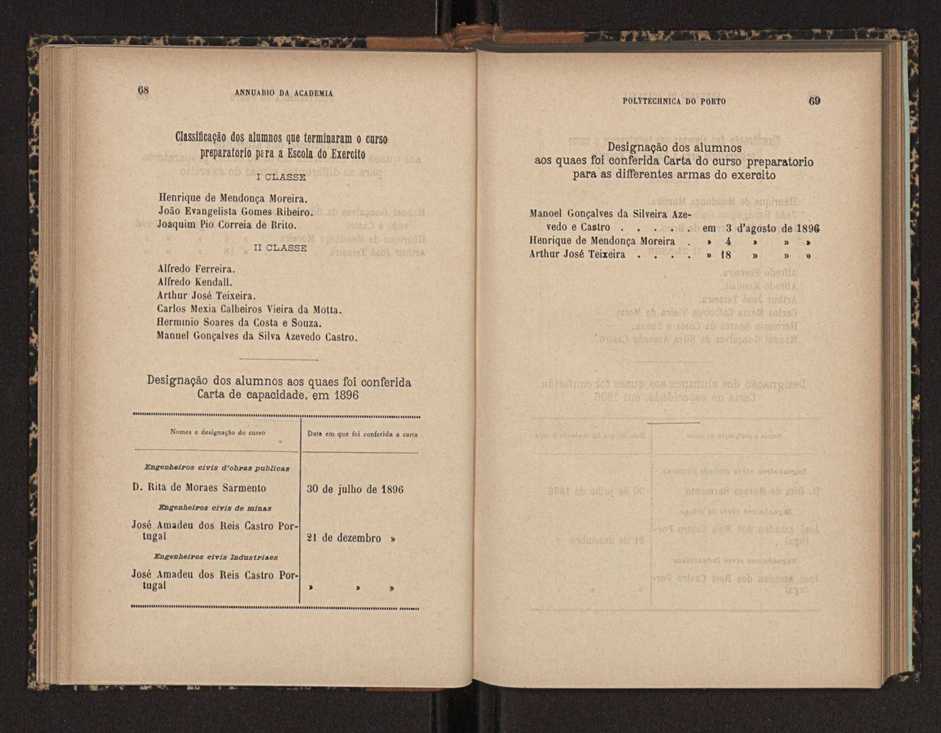 68
ANNUARIO DA ACADEMIA
Classificação dos alumnos que terminaram o curso
preparatorio para a Escola do Exercito
I CLASSE
Henrique de Mendonça Moreira.
João Evangelista Gomes Ribeiro.
Joaquim Pio Correia de Brito.
II CLASSE
Alfredo Ferreira.
Alfredo Kendall.
Arthur José Teixeira.
Carlos Mexia Calheiros Vieira da Motta.
Herminio Soares da Costa e Souza.
Manuel Gonçalves da Silva Azevedo Castro.
Designação dos alumnos aos quaes foi conferida
Carta de capacidade, em 1896
Nomes e designação do curso
Data em que foi conferida a carta
Engenheiros civis d'obras publicas
D. Rita de Moraes Sarmento 30 de julho de 1896
Engenheiros civis de minas
José Amadeu dos Reis Castro Por-
tugal 21 de dezembro »
Engenheiros civis Industriaes
José Amadeu dos Reis Castro Por-
tugal » » »
POLYTECHNICA DO PORTO
69
Designação dos alumnos
aos quaes foi conferida Carta do curso preparatorio
para as differentes armas do exercito
Manoel Gonçalves da Silveira Aze-
vedo e Castro . . . . . em 3 d'agosto de 1896
Henrique de Mendonça Moreira . » 4 » » »
Arthur José Teixeira . . . . » 18 » » »